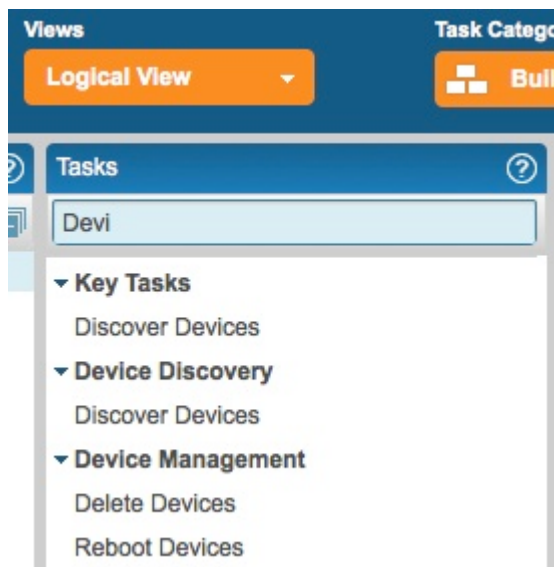 Views
Task Catego
Logical View
Buil
Tasks
Devi
Key Tasks
Discover Devices
Device Discovery
Discover Devices
Device Management
Delete Devices
Reboot Devices